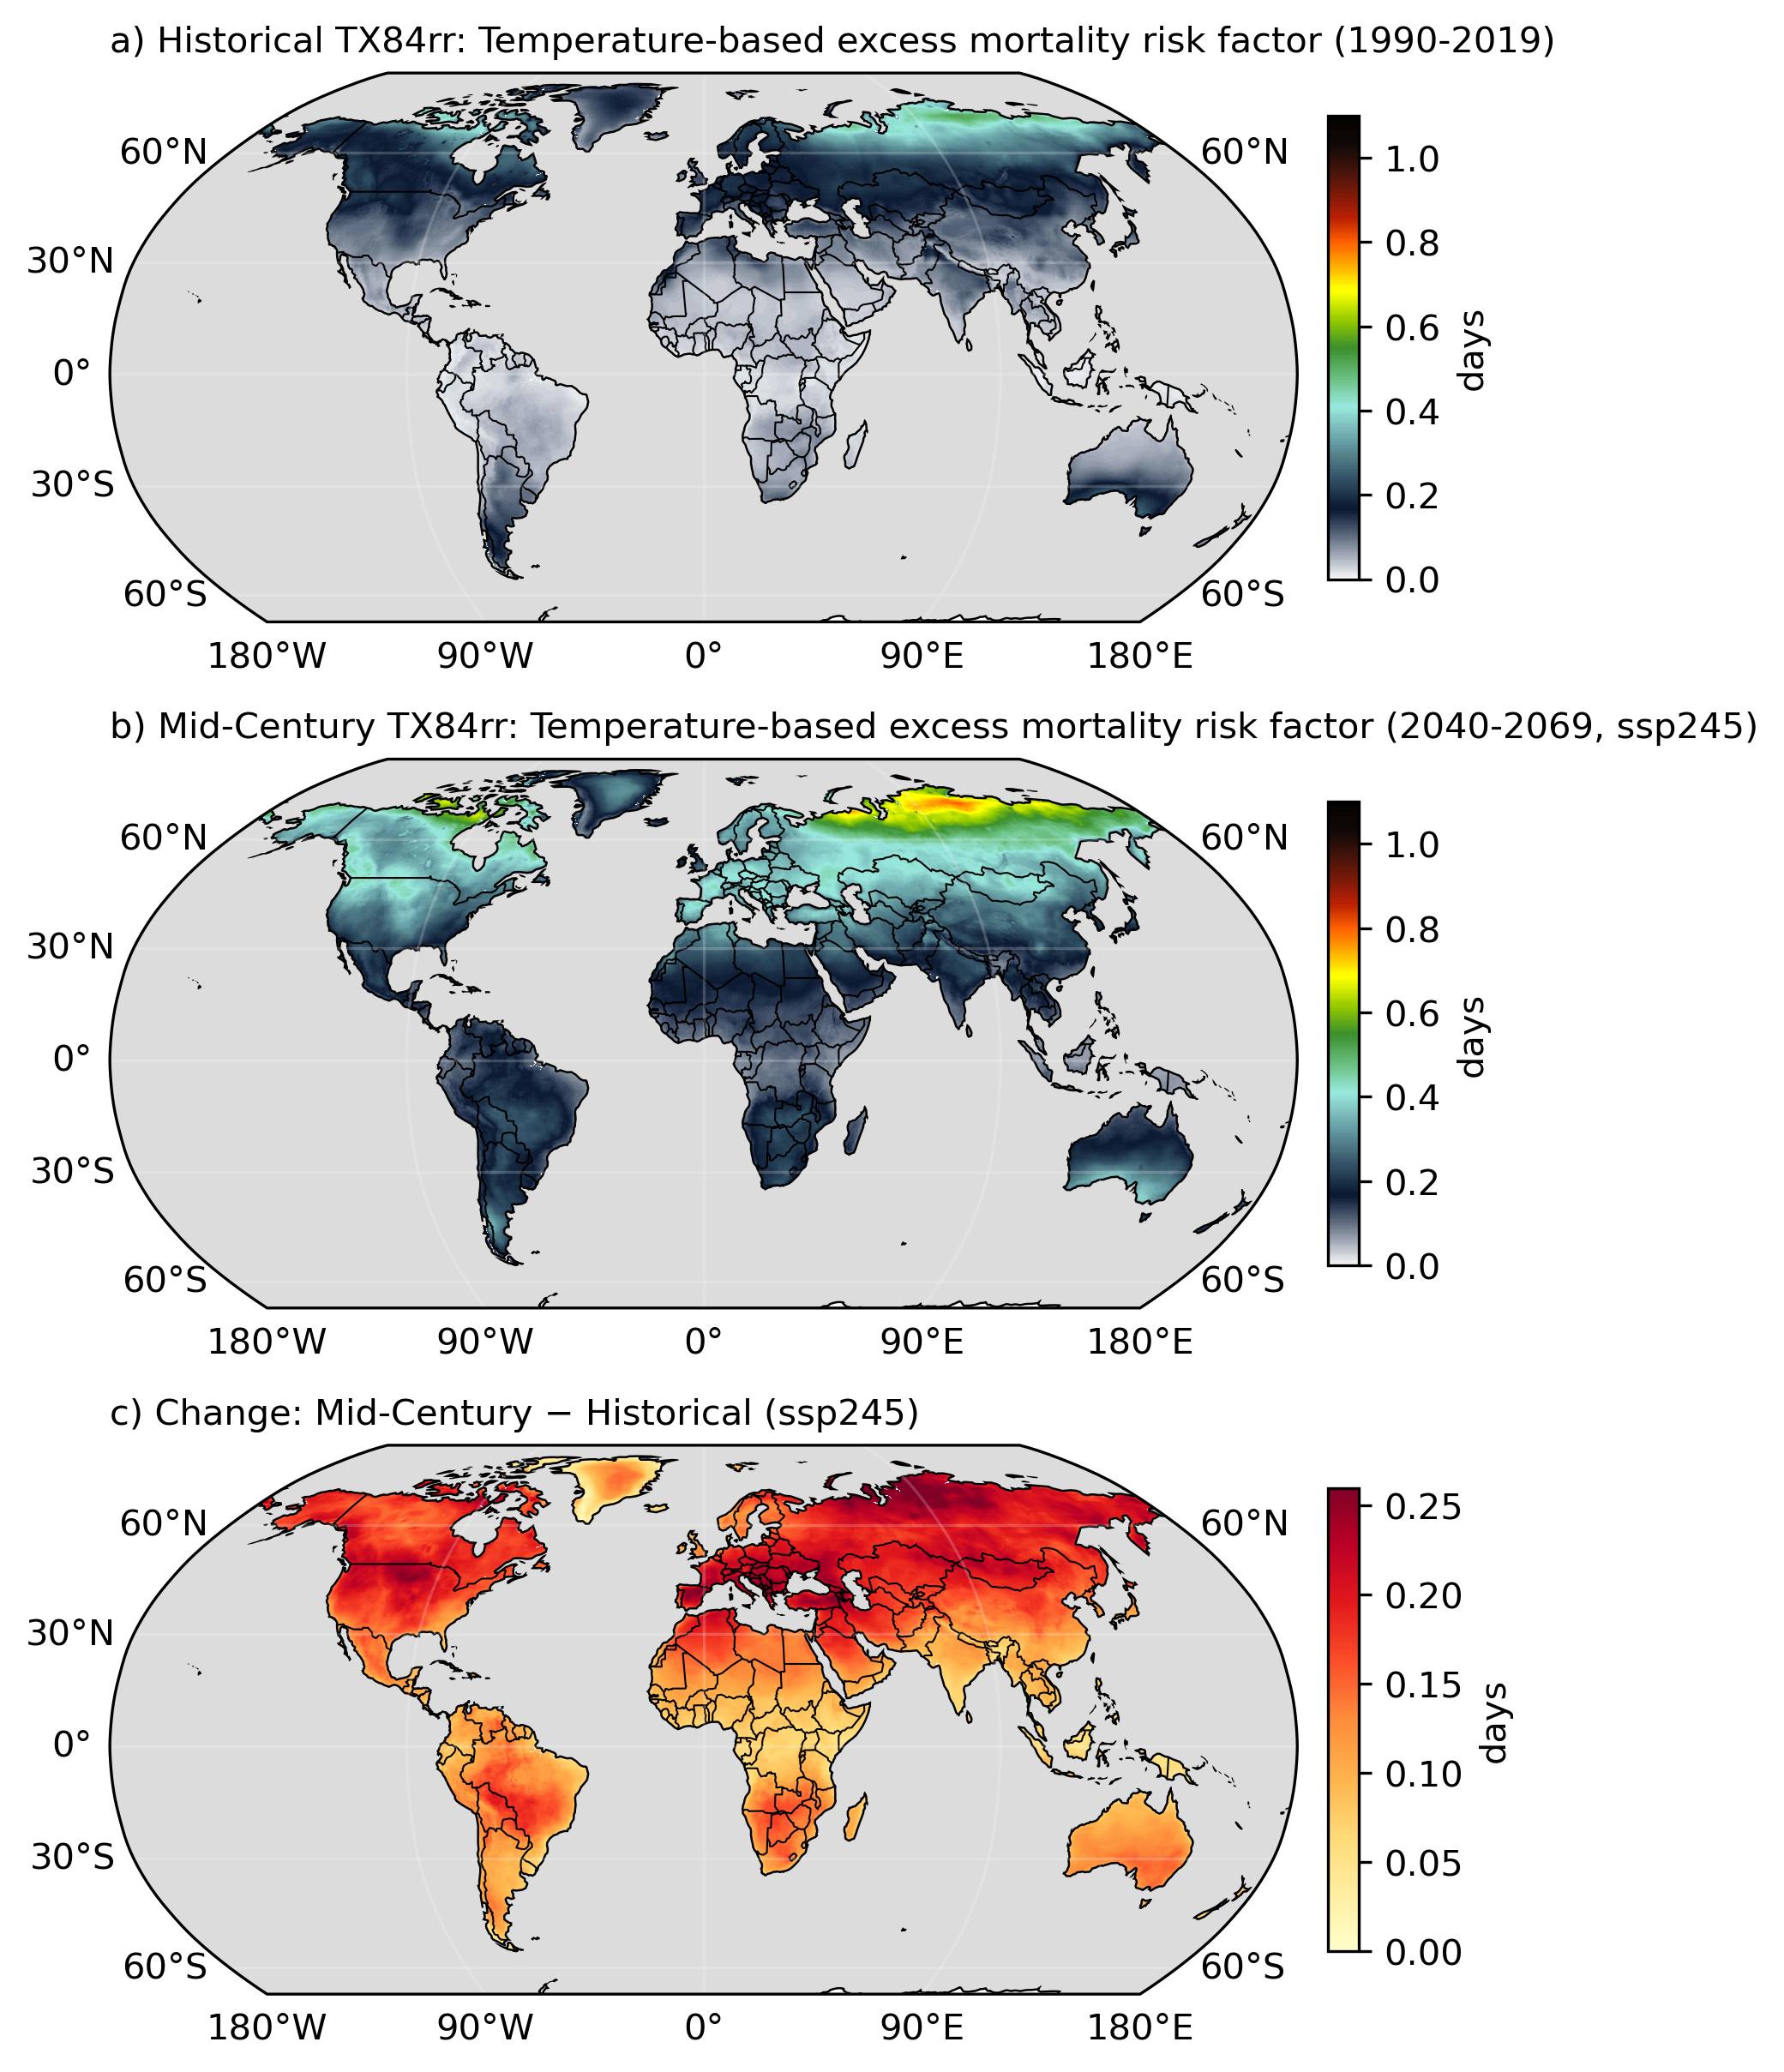 a) Historical TX84rr: Temperature-based excess mortality risk factor (1990-2019)
60°N
60°N
30°N
0°
30°S
60°S
60°S
180°W 90°W 0° 90°E 180°E
1.0
0.8
0.6
0.4
0.2
0.0
days
b) Mid-Century TX84rr: Temperature-based excess mortality risk factor (2040-2069, ssp245)
60°N
60°N
30°N
0°
30°S
60°S
60°S
180°W 90°W 0° 90°E 180°E
1.0
0.8
0.6
0.4
0.2
0.0
days
c) Change: Mid-Century − Historical (ssp245)
60°N
60°N
30°N
0°
30°S
60°S
60°S
180°W 90°W 0° 90°E 180°E
0.25
0.20
0.15
0.10
0.05
0.00
days